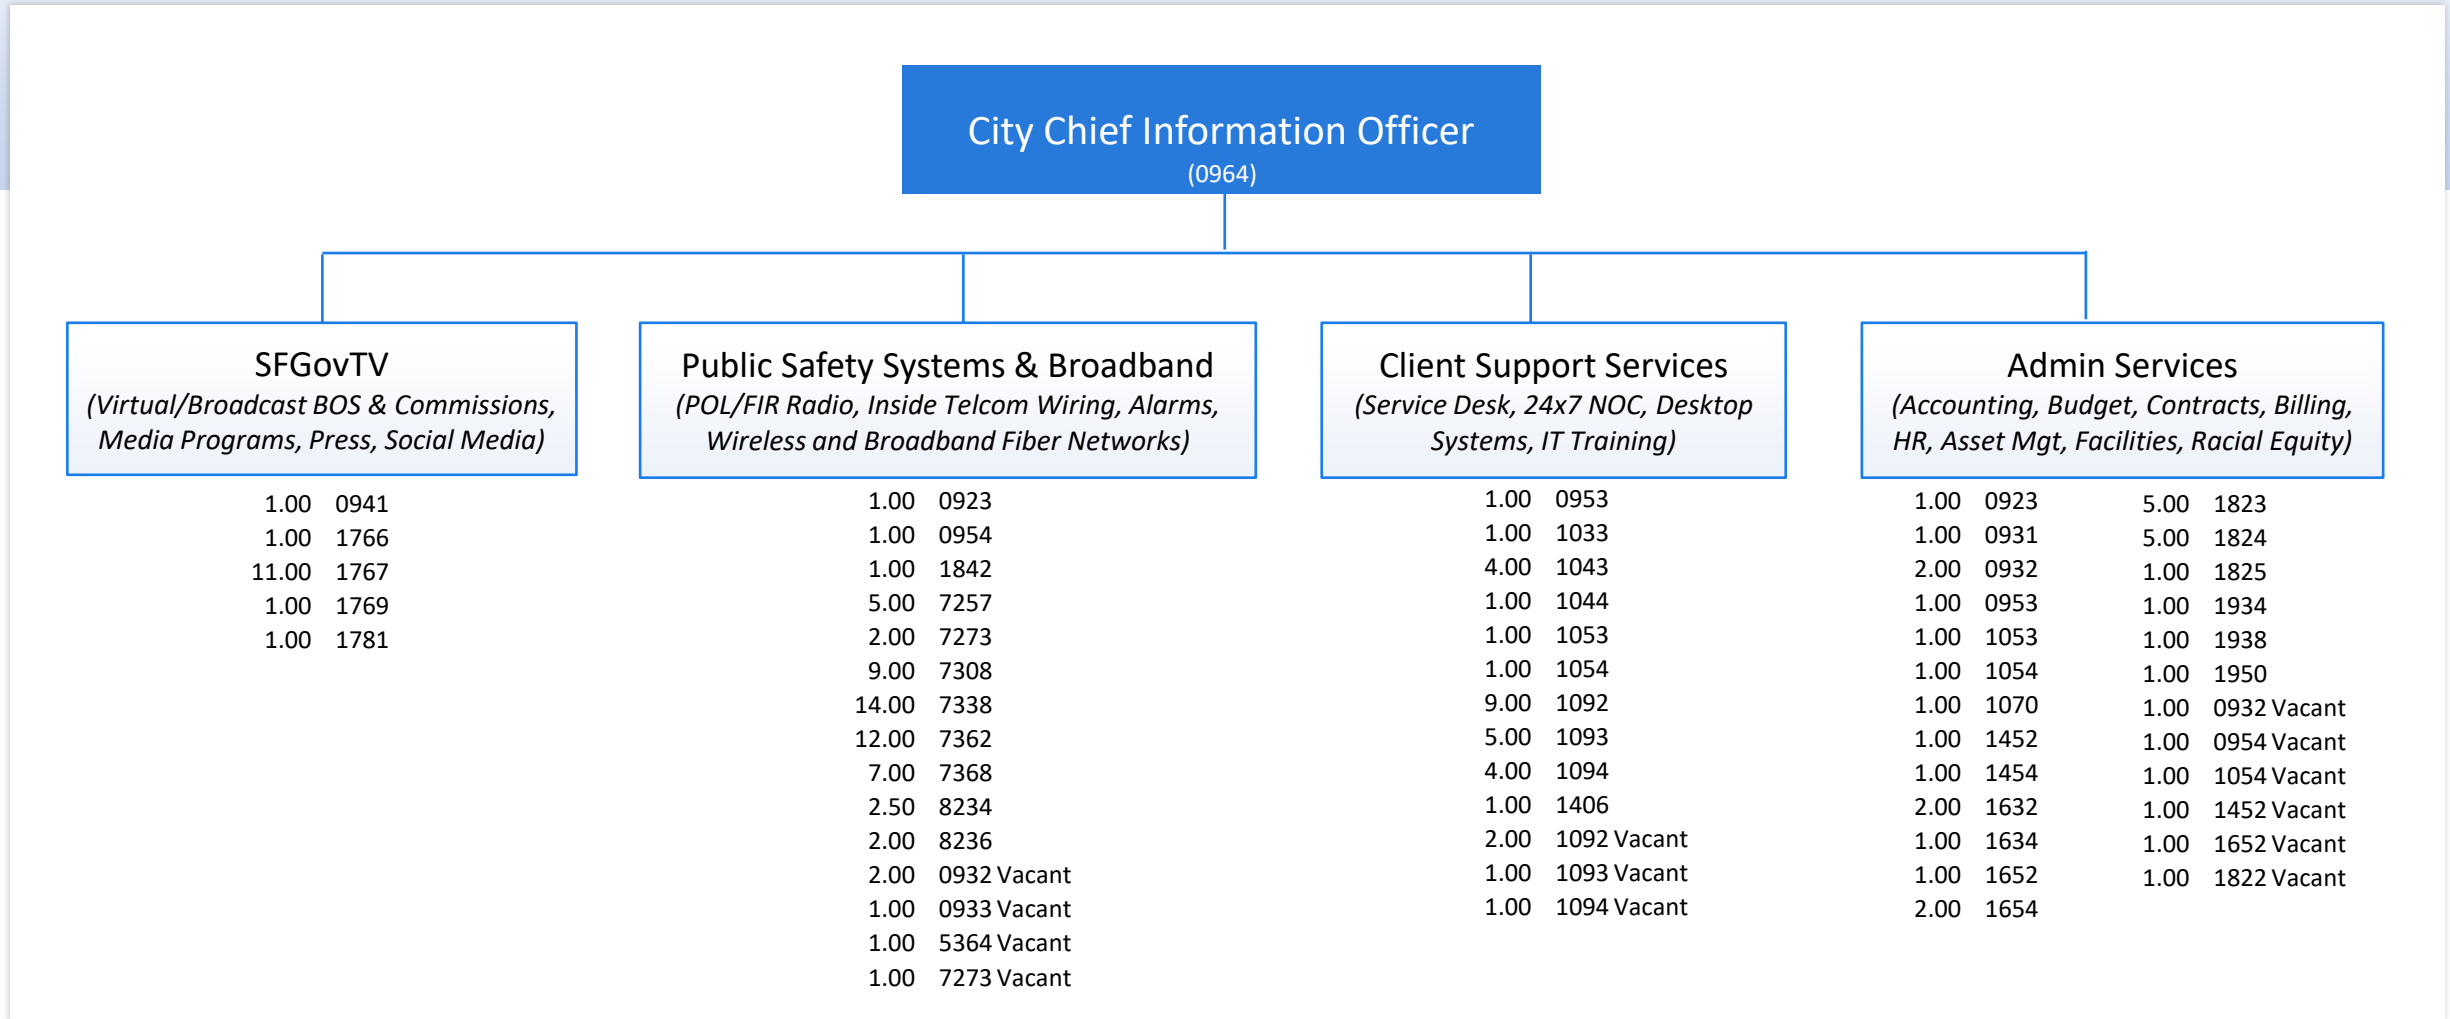 City Chief Information Officer
(0964)
SFGovTV
(Virtual/Broadcast BOS & Commissions,
Media Programs, Press, Social Media)
1.00 0941
1.00 1766
11.00 1767
1.00 1769
1.00 1781
Public Safety Systems & Broadband
(POL/FIR Radio, Inside Telcom Wiring, Alarms,
Wireless and Broadband Fiber Networks)
1.00 0923
1.00 0954
1.00 1842
5.00 7257
2.00 7273
9.00 7308
14.00 7338
12.00 7362
7.00 7368
2.50 8234
2.00 8236
2.00 0932 Vacant
1.00 0933 Vacant
1.00 5364 Vacant
1.00 7273 Vacant
Client Support Services
(Service Desk, 24x7 NOC, Desktop
Systems, IT Training)
1.00 0953
1.00 1033
4.00 1043
1.00 1044
1.00 1053
1.00 1054
9.00 1092
5.00 1093
4.00 1094
1.00 1406
2.00 1092 Vacant
1.00 1093 Vacant
1.00 1094 Vacant
Admin Services
(Accounting, Budget, Contracts, Billing,
HR, Asset Mgt, Facilities, Racial Equity)
1.00 0923
1.00 0931
2.00 0932
1.00 0953
1.00 1053
1.00 1054
1.00 1070
1.00 1452
1.00 1454
2.00 1632
1.00 1634
1.00 1652
2.00 1654
5.00 1823
5.00 1824
1.00 1825
1.00 1934
1.00 1938
1.00 1950
1.00 0932 Vacant
1.00 0954 Vacant
1.00 1054 Vacant
1.00 1452 Vacant
1.00 1652 Vacant
1.00 1822 Vacant